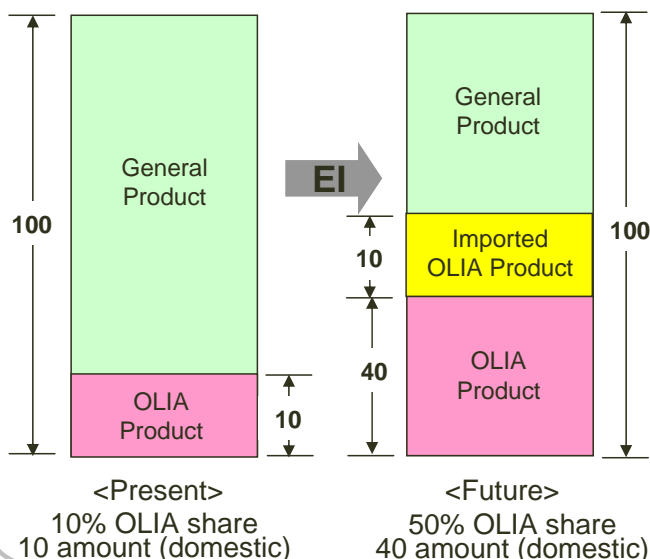 100
General
Product
OLIA
Product
10
<Present>
10% OLIA share
10 amount (domestic)
EI
General
Product
Imported
OLIA Product
OLIA
Product
10
40
100
<Future>
50% OLIA share
40 amount (domestic)